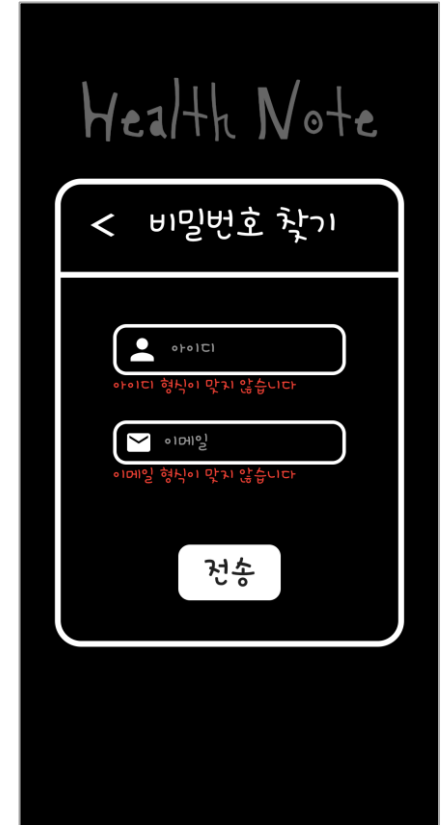 Health Note
< 비밀번호 찾기
아이디
아이디 형식이 맞지 않습니다
이메일
이메일 형식이 맞지 않습니다
전송